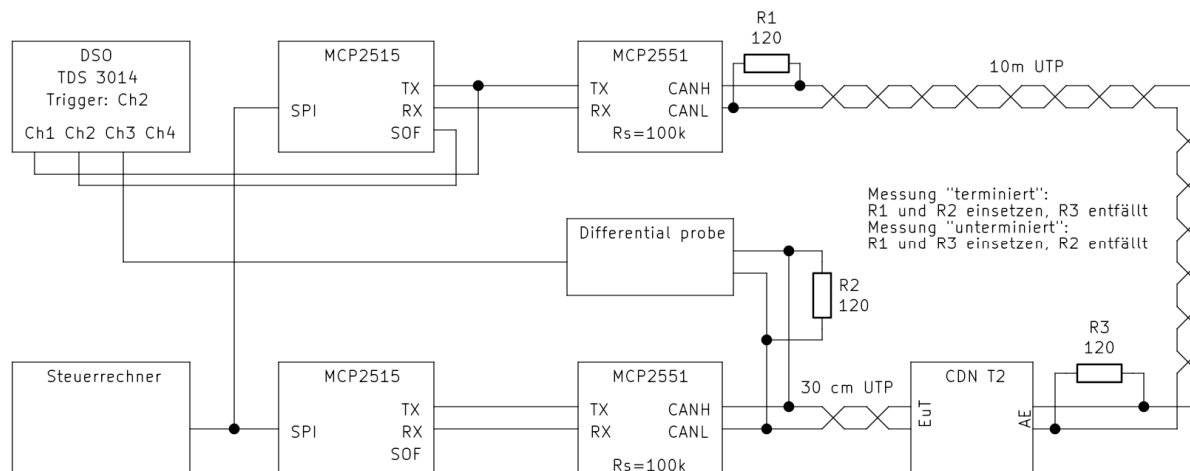 DSO
TDS 3014
Trigger: Ch2
Ch1 Ch2 Ch3 Ch4
MCP2515
TX
RX
SPI
SOF
MCP2551
TX
RX
CANH
CANL
Rs=100k
R1
120
10m UTP
Messung "terminiert":
R1 und R2 einsetzen, R3 entfällt
Messung "unterminiert":
R1 und R3 einsetzen, R2 entfällt
Differential probe
R2
120
R3
120
Steuerrechner
MCP2515
TX
RX
SPI
SOF
MCP2551
TX
RX
CANH
CANL
Rs=100k
30 cm UTP
CDN T2
EuT
AE